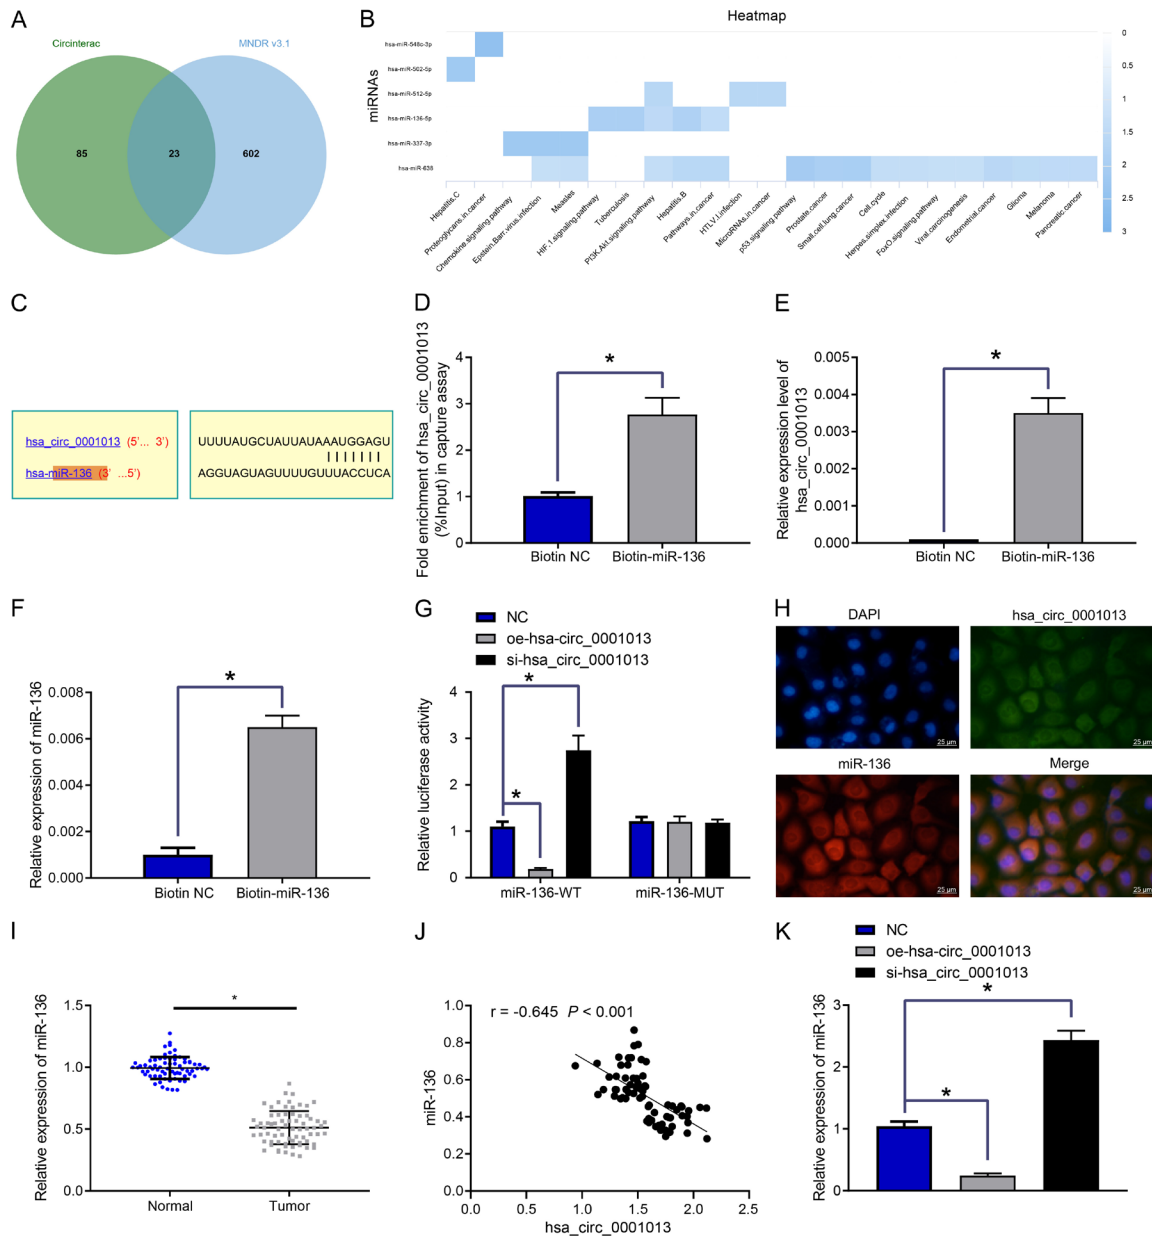 A
Circinterac
MNDR v3.1
85
23
602
B
Heatmap
miRNAs
hsa-miR-548c-3p
hsa-miR-502-5p
hsa-miR-512-5p
hsa-miR-136-5p
hsa-miR-337-3p
hsa-miR-636
Hepatitis.C
Proteoglycans.in.cancer
Chemokine.signaling.pathway
Epstein.Barr.virus.infection
Measles
HIF.1.signaling.pathway
Tuberculosis
PI3K.Akt.signaling.pathway
Hepatitis.B
Pathways.in.cancer
HTLV.I.infection
MicroRNAs.in.cancer
p53.signaling.pathway
Prostate.cancer
Small.cell.lung.cancer
Cell.cycle
Herpes.simplex.infection
FoxO.signaling.pathway
Viral.carcinogenesis
Endometrial.cancer
Glioma
Melanoma
Pancreatic.cancer
0
0.5
1
1.5
2
2.5
3
C
hsa_circ_0001013 (5'... 3')
hsa-miR-136 (3' ...5')
UUUUAUGCUAUUAUAAAUGGAGU
AGGUAGUAGUUUUGUUUACCUCA
D
Fold enrichment of hsa_circ_0001013
(%Input) in capture assay
4
3
2
1
0
*
Biotin NC
Biotin-miR-136
E
Relative expression level of
hsa_circ_0001013
0.005
0.004
0.003
0.002
0.001
0.000
*
Biotin NC
Biotin-miR-136
F
Relative expression of miR-136
0.008
0.006
0.004
0.002
0.000
*
Biotin NC
Biotin-miR-136
G
NC
oe-hsa-circ_0001013
si-hsa_circ_0001013
Relative luciferase activity
4
3
2
1
0
*
*
miR-136-WT
miR-136-MUT
H
DAPI
hsa_circ_0001013
25 µm
25 µm
miR-136
Merge
25 µm
25 µm
I
Relative expression of miR-136
1.5
1.0
0.5
0.0
*
Normal
Tumor
J
miR-136
1.0
0.8
0.6
0.4
0.2
0.0
r = -0.645 P < 0.001
0.0
0.5
1.0
1.5
2.0
2.5
hsa_circ_0001013
K
NC
oe-hsa-circ_0001013
si-hsa_circ_0001013
Relative expression of miR-136
3
2
1
0
*
*